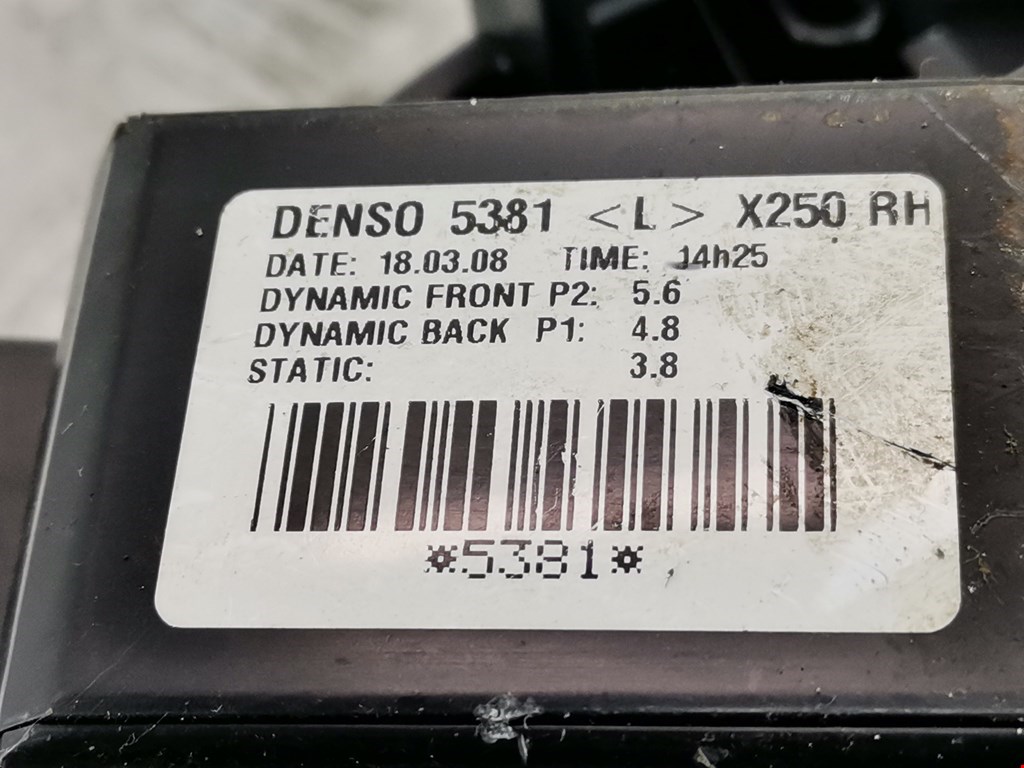 DENSO 5381 <L> X250 RH
DATE: 18.03.08 TIME: 14h25
DYNAMIC FRONT P2: 5.6
DYNAMIC BACK P1: 4.8
STATIC: 3.8
*5381*